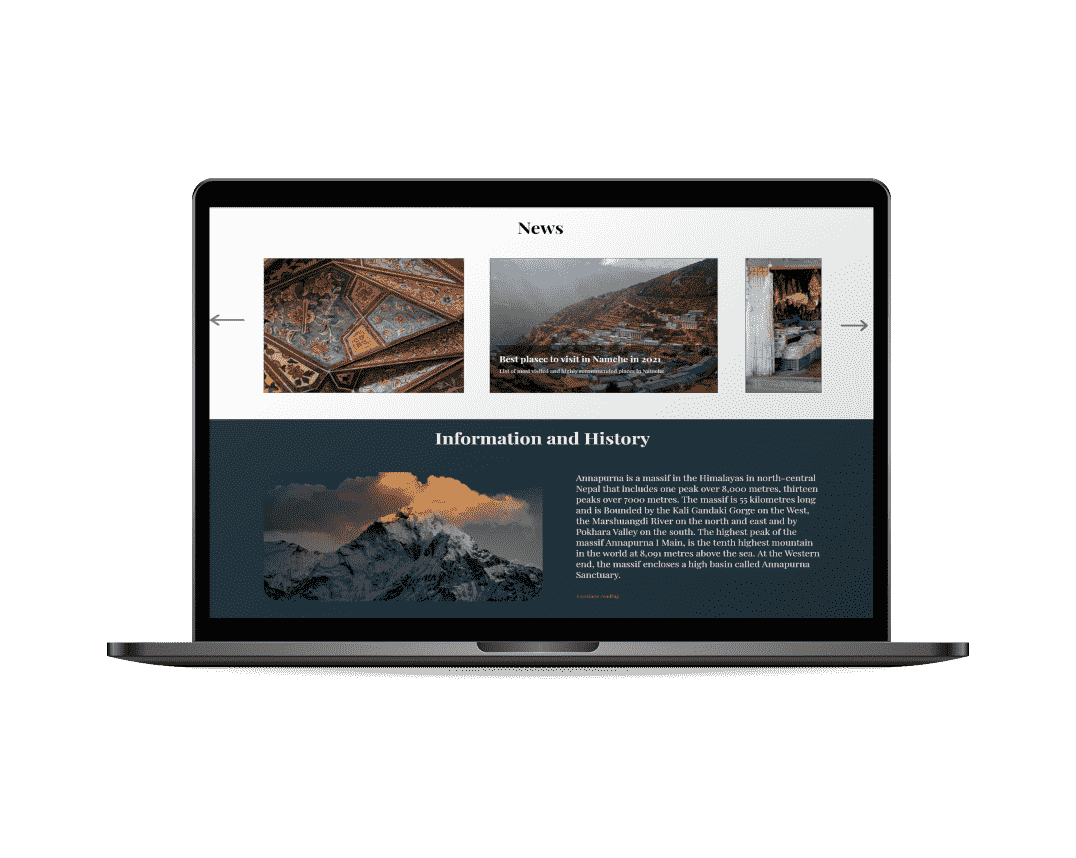 News
Best plasec to visit in Namche in 2021
List of most visited and highly recommended places in Namche
Information and History
Annapurna is a massif in the Himalayas in north-central
Nepal that includes one peak over 8,000 metres, thirteen
peaks over 7000 metres. The massif is 55 kilometres long
and is Bounded by the Kali Gandaki Gorge on the West,
the Marshuangdi River on the north and east and by
Pokhara Valley on the south. The highest peak of the
massif Annapurna I Main, is the tenth highest mountain
in the world at 8,091 metres above the sea. At the Western
end, the massif encloses a high basin called Annapurna
Sanctuary.
Continue reading